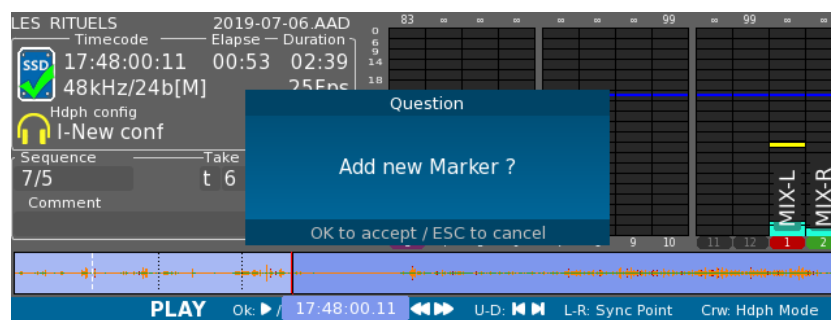 LES RITUELS 2019-07-06.AAD
Timecode Elapse Duration
SSD 17:48:00:11 00:53 02:39
48kHz/24b[M] 25Fps
Hdph config
I-New conf
Sequence Take
7/5 t 6
Comment
83 ∞ ∞ ∞ ∞ ∞ 99 ∞ 99 ∞ ∞
0
6
9
14
18
Question
Add new Marker ?
OK to accept / ESC to cancel
MIX-L
MIX-R
9 10 11 12 1 2
PLAY Ok: ▶ / 17:48:00.11 ◀◀ ▶▶ U-D: |◀ ▶| L-R: Sync Point Crw: Hdph Mode